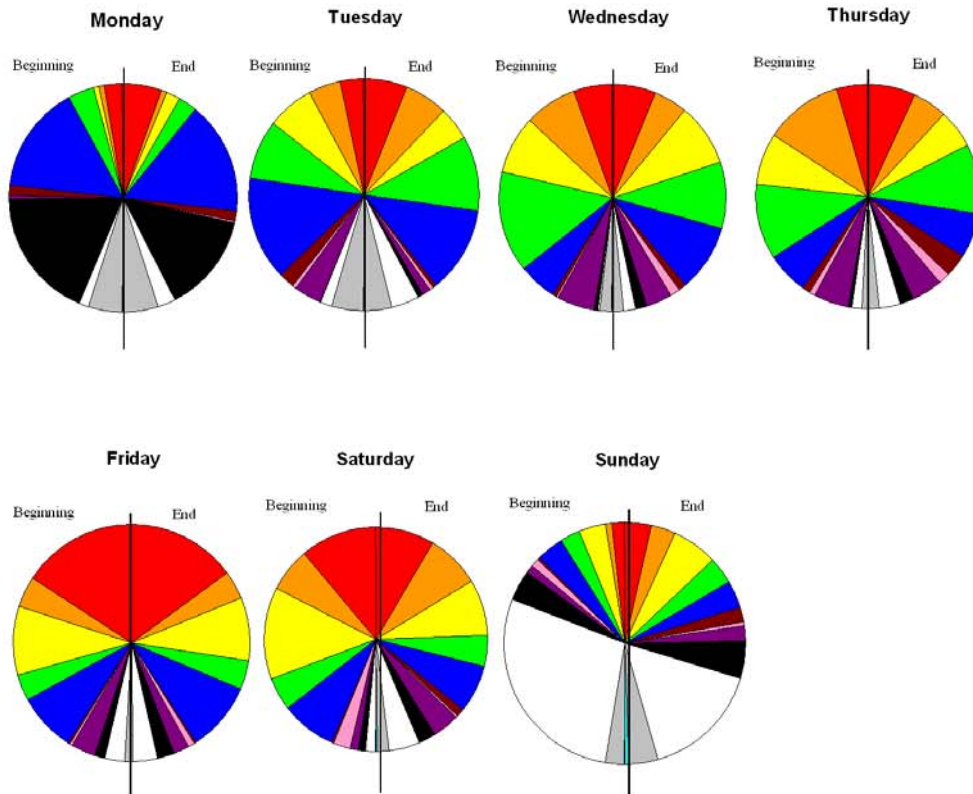 Monday
Tuesday
Wednesday
Thursday
Beginning
End
Beginning
End
Beginning
End
Beginning
End
Friday
Saturday
Sunday
Beginning
End
Beginning
End
Beginning
End